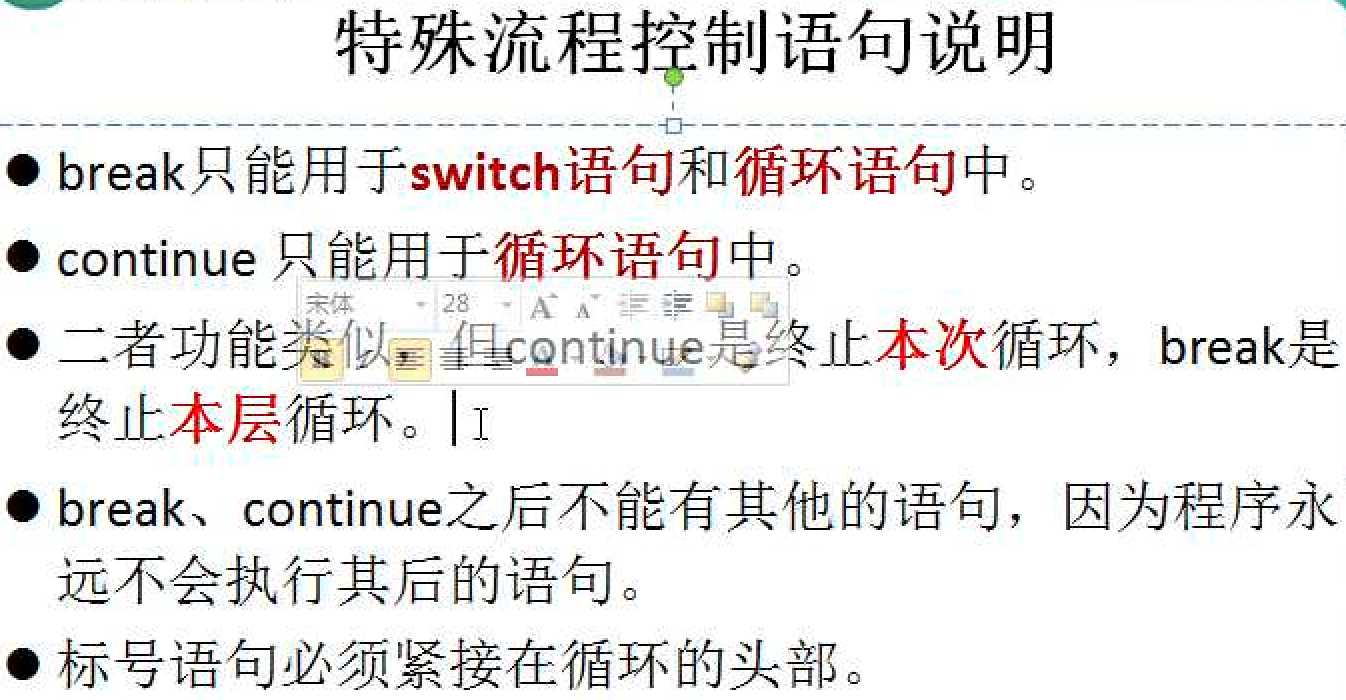 特殊流程控制语句说明
break只能用于switch语句和循环语句中。
continue 只能用于循环语句中。
宋体 28
二者功能类似，但continue是终止本次循环，break是
终止本层循环。
break、continue之后不能有其他的语句，因为程序永
远不会执行其后的语句。
标号语句必须紧接在循环的头部。